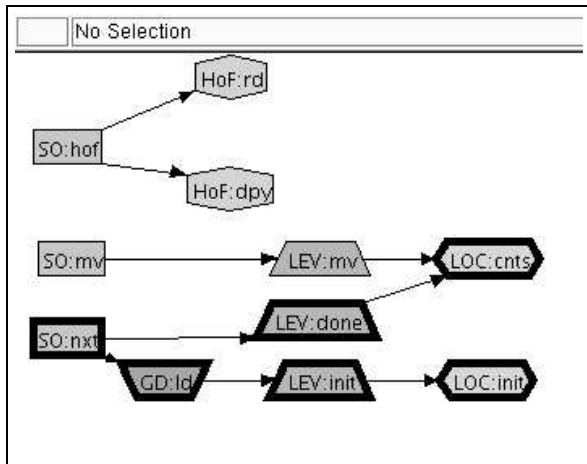 No Selection
HoF:rd
SO:hof
HoF:dpy
SO:mv LEV:mv LOC:cnts
LEV:done
SO:nxt
GD:ld LEV:init LOC:init